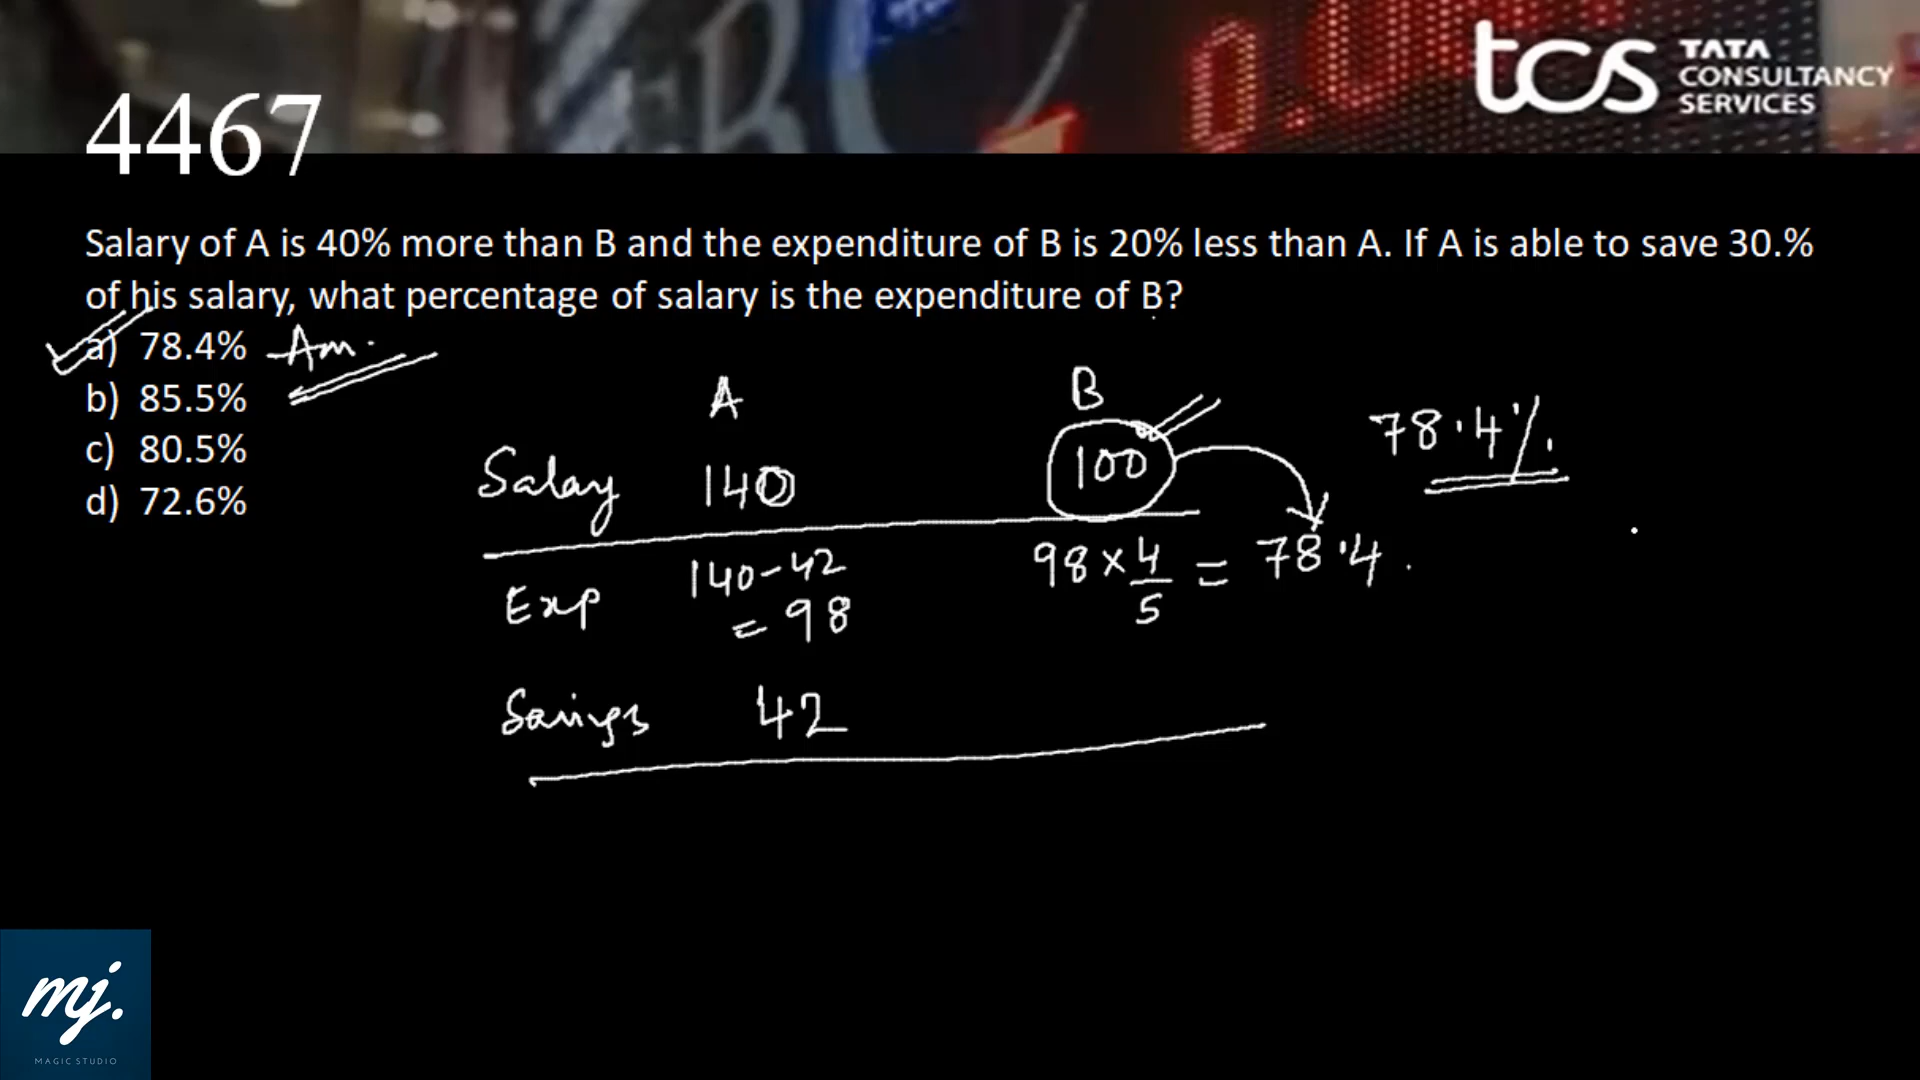 tcs TATA
CONSULTANCY
SERVICES
4467
Salary of A is 40% more than B and the expenditure of B is 20% less than A. If A is able to save 30.%
of his salary, what percentage of salary is the expenditure of B?
a) 78.4% Ans.
b) 85.5%
c) 80.5%
d) 72.6%
A B
Salary 140 100 78.4%.
Exp 140-42 98 × 4/5 = 78.4.
= 98
Savings 42
mj.
MAGIC STUDIO